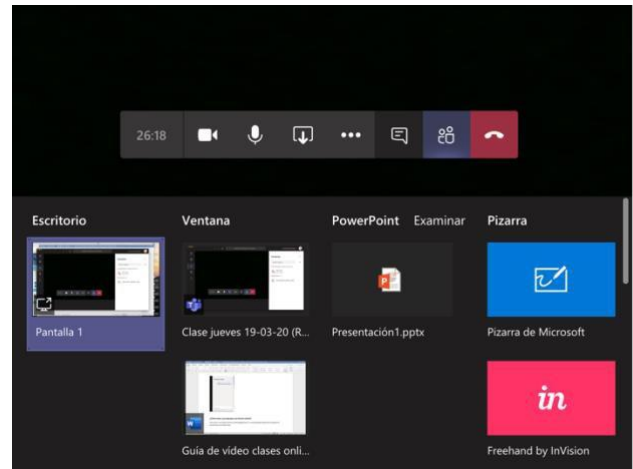 26:18
Escritorio
Ventana
PowerPoint Examinar
Pizarra
Pantalla 1
Clase jueves 19-03-20 (R...
Presentación1.pptx
Pizarra de Microsoft
Guía de vídeo clases onli...
in
Freehand by InVision